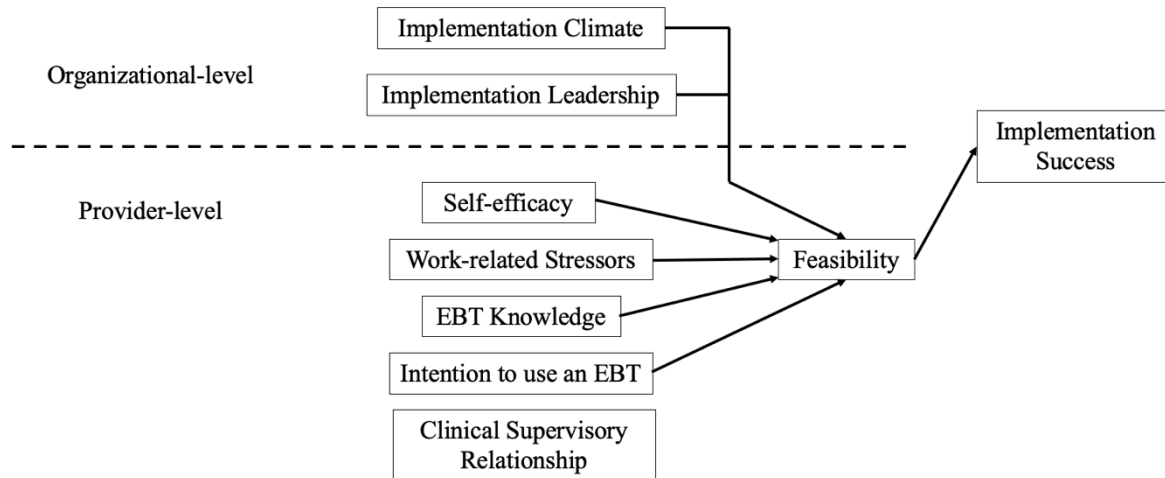 Implementation Climate
Organizational-level
Implementation Leadership
Implementation
Success
Provider-level
Self-efficacy
Work-related Stressors
Feasibility
EBT Knowledge
Intention to use an EBT
Clinical Supervisory
Relationship